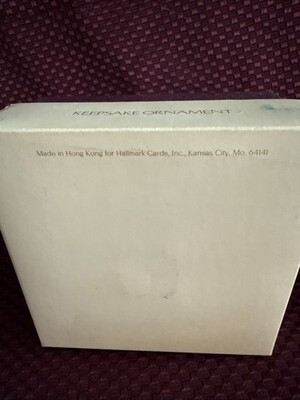 KEEPSAKE ORNAMENT
Made in Hong Kong for Hallmark Cards, Inc., Kansas City, Mo. 64141